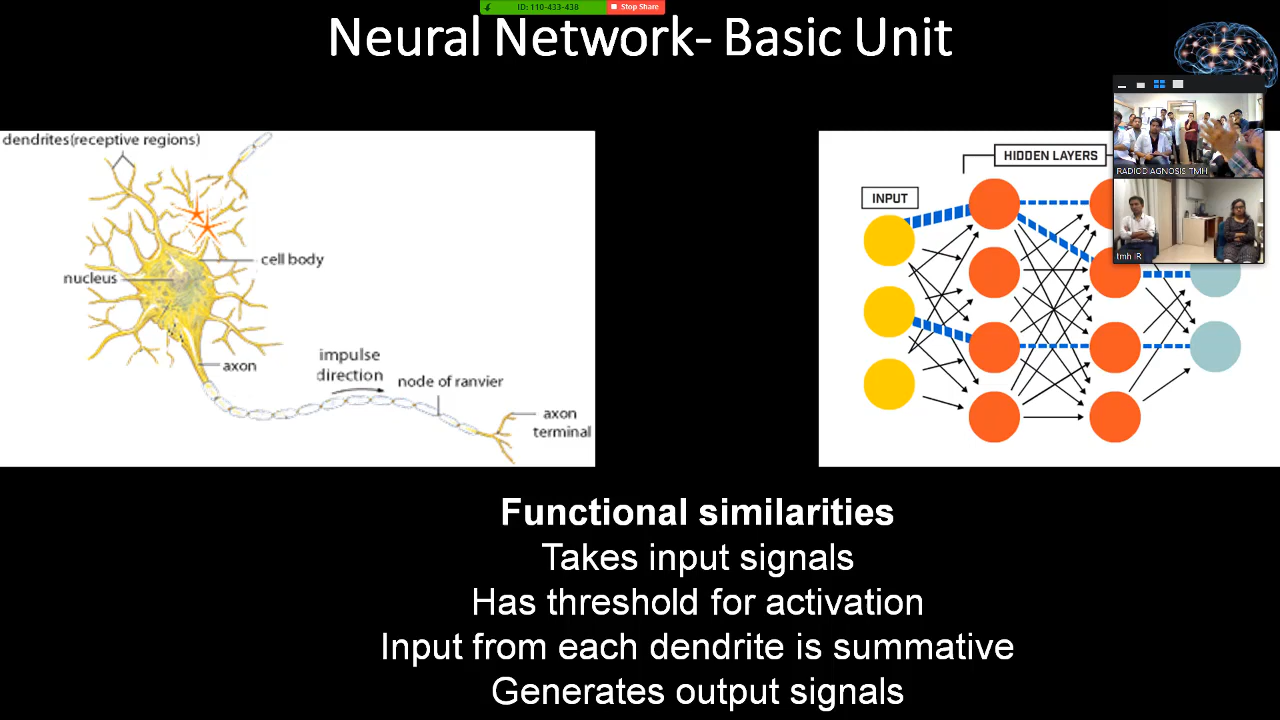 ID: 110-433-438
Stop Share
Neural Network- Basic Unit
dendrites(receptive regions)
cell body
nucleus
axon
impulse
direction
node of ranvier
axon
terminal
HIDDEN LAYERS
INPUT
tmh IR
Functional similarities
Takes input signals
Has threshold for activation
Input from each dendrite is summative
Generates output signals